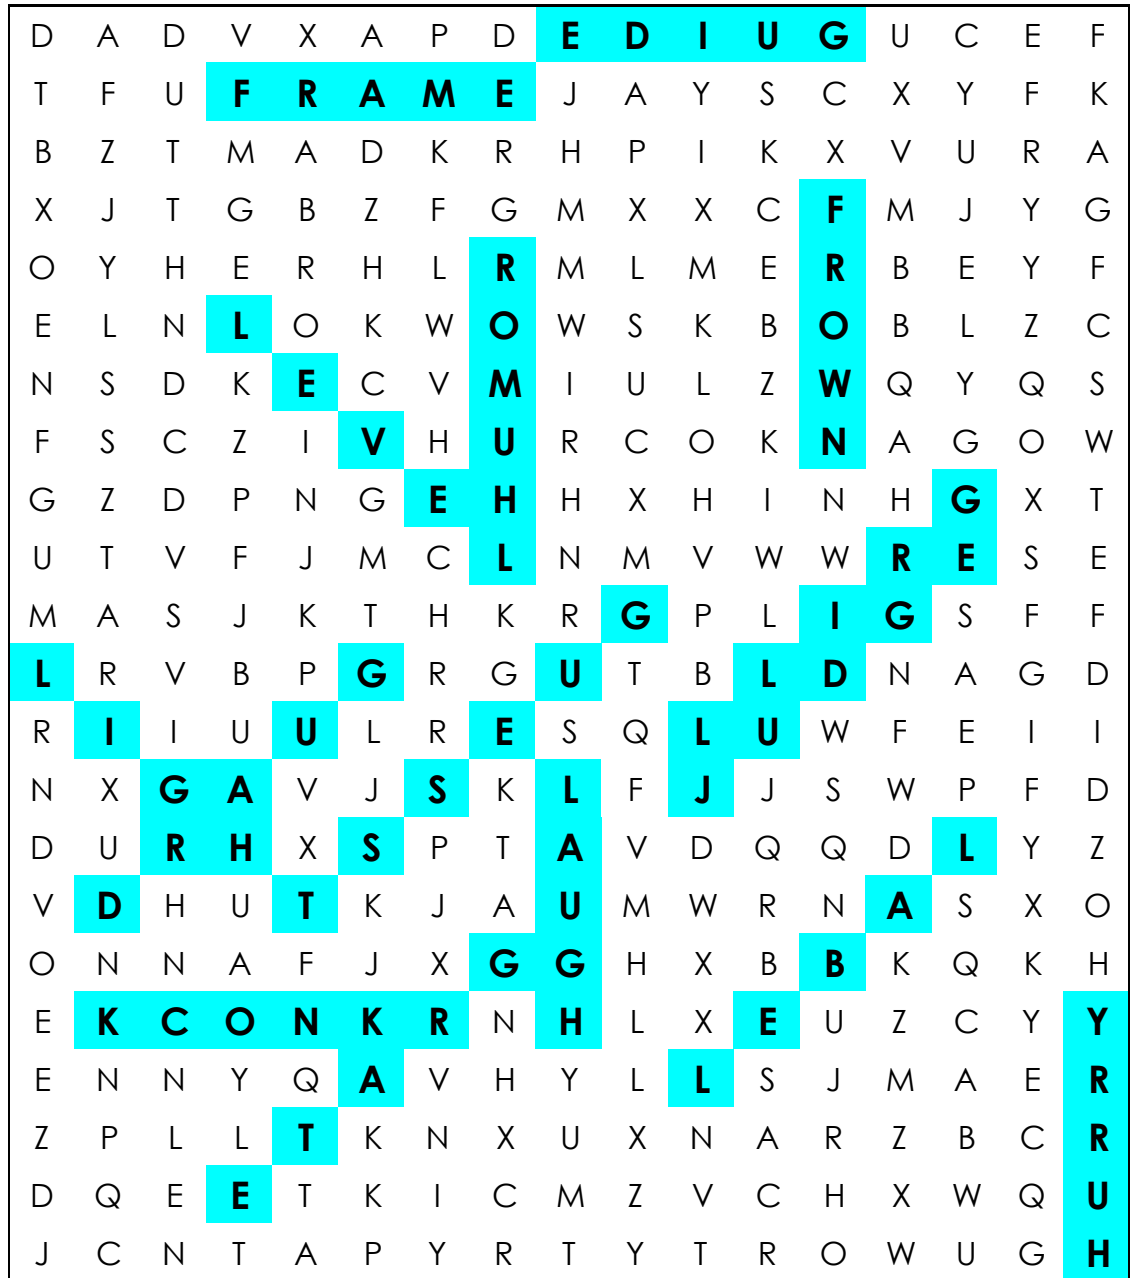 D A D V X A P D E D I U G U C E F
T F U F R A M E J A Y S C X Y F K
B Z T M A D K R H P I K X V U R A
X J T G B Z F G M X X C F M J Y G
O Y H E R H L R M L M E R B E Y F
E L N L O K W O W S K B O B L Z C
N S D K E C V M I U L Z W Q Y Q S
F S C Z I V H U R C O K N A G O W
G Z D P N G E H H X H I N H G X T
U T V F J M C L N M V W W R E S E
M A S J K T H K R G P L I G S F F
L R V B P G R G U T B L D N A G D
R I I U U L R E S Q L U W F E I I
N X G A V J S K L F J J S W P F D
D U R H X S P T A V D Q Q D L Y Z
V D H U T K J A U M W R N A S X O
O N N A F J X G G H X B B K Q K H
E K C O N K R N H L X E U Z C Y Y
E N N Y Q A V H Y L L S J M A E R
Z P L L T K N X U X N A R Z B C R
D Q E E T K I C M Z V C H X W Q U
J C N T A P Y R T Y T R O W U G H